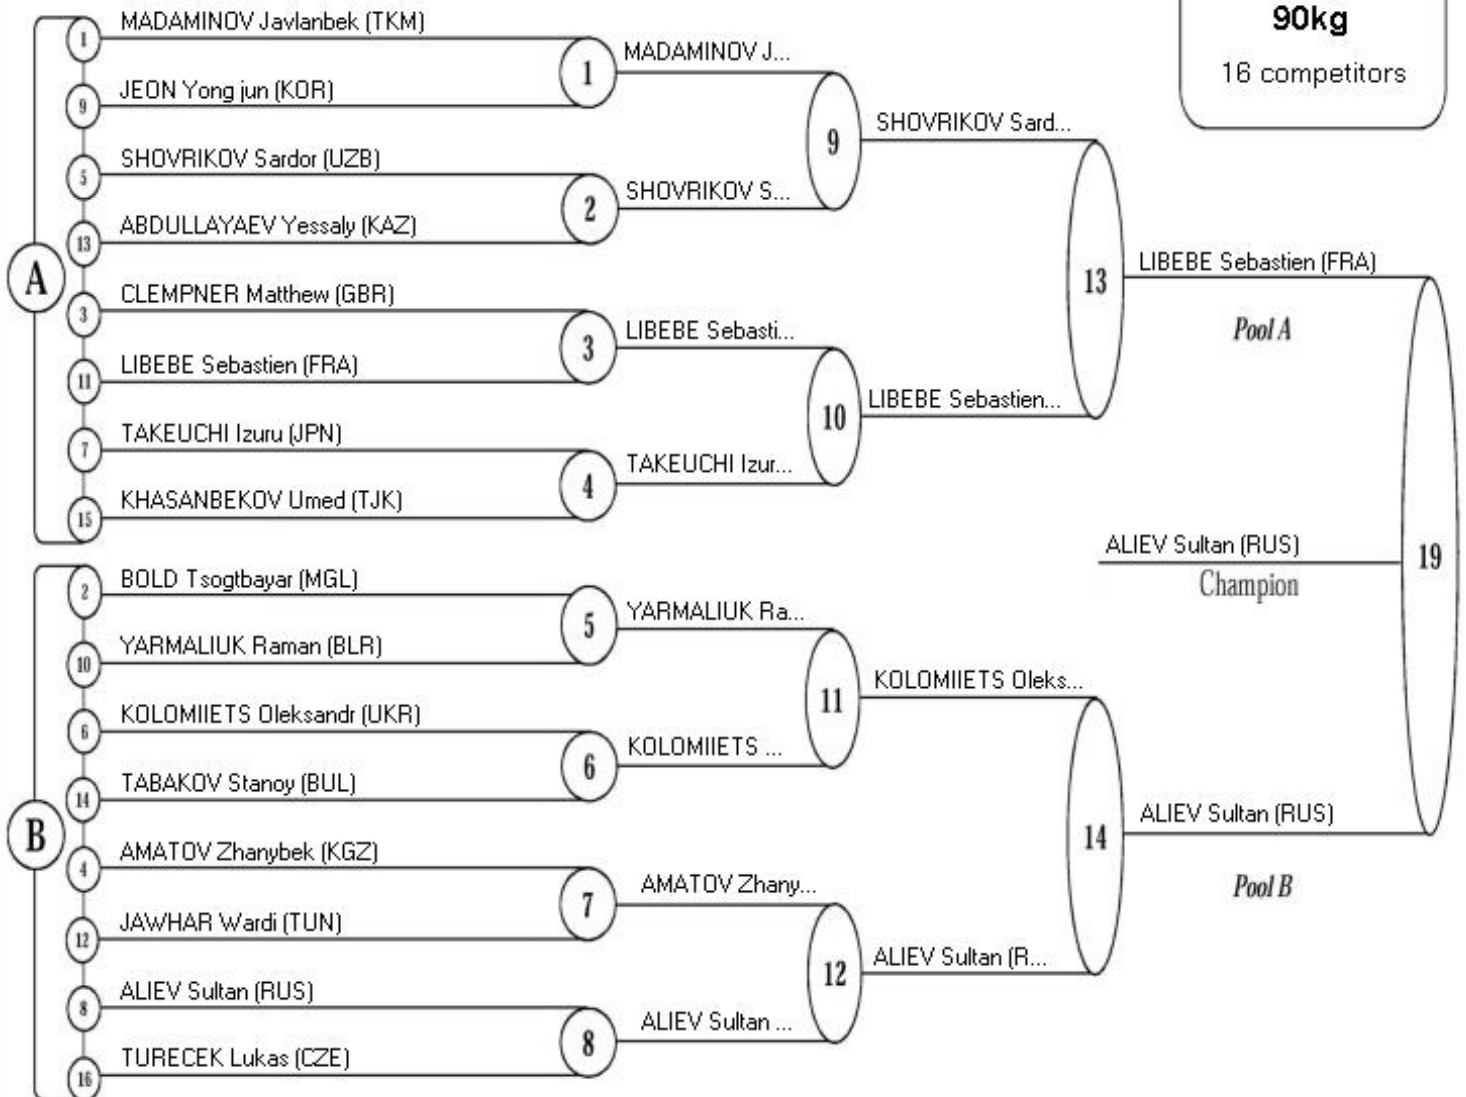 90kg
16 competitors
A
1 MADAMINOV Javlanbek (TKM)
9 JEON Yong jun (KOR)
5 SHOVRIKOV Sardor (UZB)
13 ABDULLAYAEV Yessaly (KAZ)
3 CLEMPNER Matthew (GBR)
11 LIBEBE Sebastien (FRA)
7 TAKEUCHI Izuru (JPN)
15 KHASANBEKOV Umed (TJK)
B
2 BOLD Tsogtbayar (MGL)
10 YARMALIUK Raman (BLR)
6 KOLOMIIETS Oleksandr (UKR)
14 TABAKOV Stanoy (BUL)
4 AMATOV Zhanybek (KGZ)
12 JAWHAR Wardi (TUN)
8 ALIEV Sultan (RUS)
16 TURECEK Lukas (CZE)
1 MADAMINOV J...
2 SHOVRIKOV S...
3 LIBEBE Sebasti...
4 TAKEUCHI Izur...
5 YARMALIUK Ra...
6 KOLOMIIETS ...
7 AMATOV Zhany...
8 ALIEV Sultan ...
9 SHOVRIKOV Sard...
10 LIBEBE Sebastien...
11 KOLOMIIETS Oleks...
12 ALIEV Sultan (R...
13 LIBEBE Sebastien (FRA)
Pool A
14 ALIEV Sultan (RUS)
Pool B
19 ALIEV Sultan (RUS)
Champion